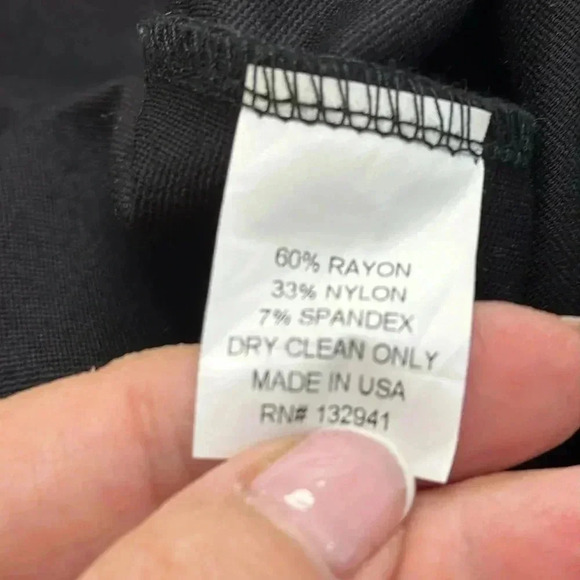 60% RAYON
33% NYLON
7% SPANDEX
DRY CLEAN ONLY
MADE IN USA
RN# 132941